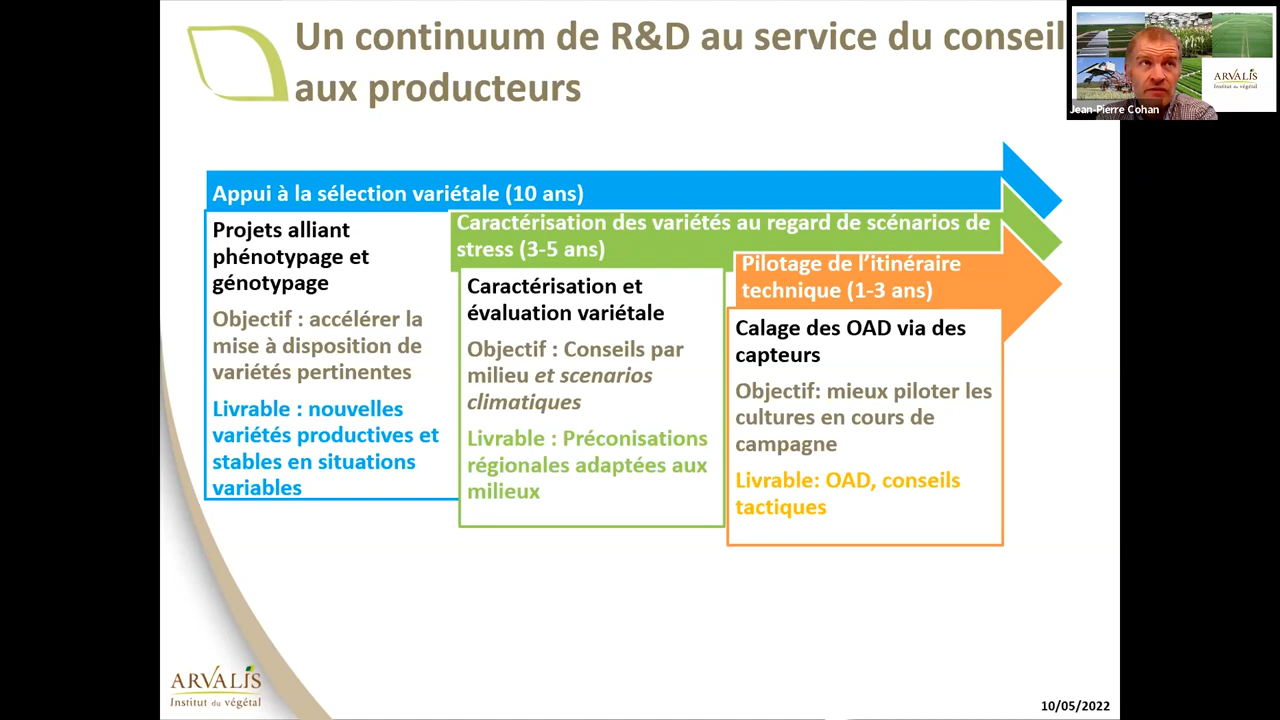 Un continuum de R&D au service du conseil
aux producteurs
ARVALIS
Institut du végétal
Jean-Pierre Cohan
Appui à la sélection variétale (10 ans)
Projets alliant
phénotypage et
génotypage
Objectif : accélérer la
mise à disposition de
variétés pertinentes
Livrable : nouvelles
variétés productives et
stables en situations
variables
Caractérisation des variétés au regard de scénarios de
stress (3-5 ans)
Caractérisation et
évaluation variétale
Objectif : Conseils par
milieu et scenarios
climatiques
Livrable : Préconisations
régionales adaptées aux
milieux
Pilotage de l’itinéraire
technique (1-3 ans)
Calage des OAD via des
capteurs
Objectif: mieux piloter les
cultures en cours de
campagne
Livrable: OAD, conseils
tactiques
ARVALIS
Institut du végétal
10/05/2022